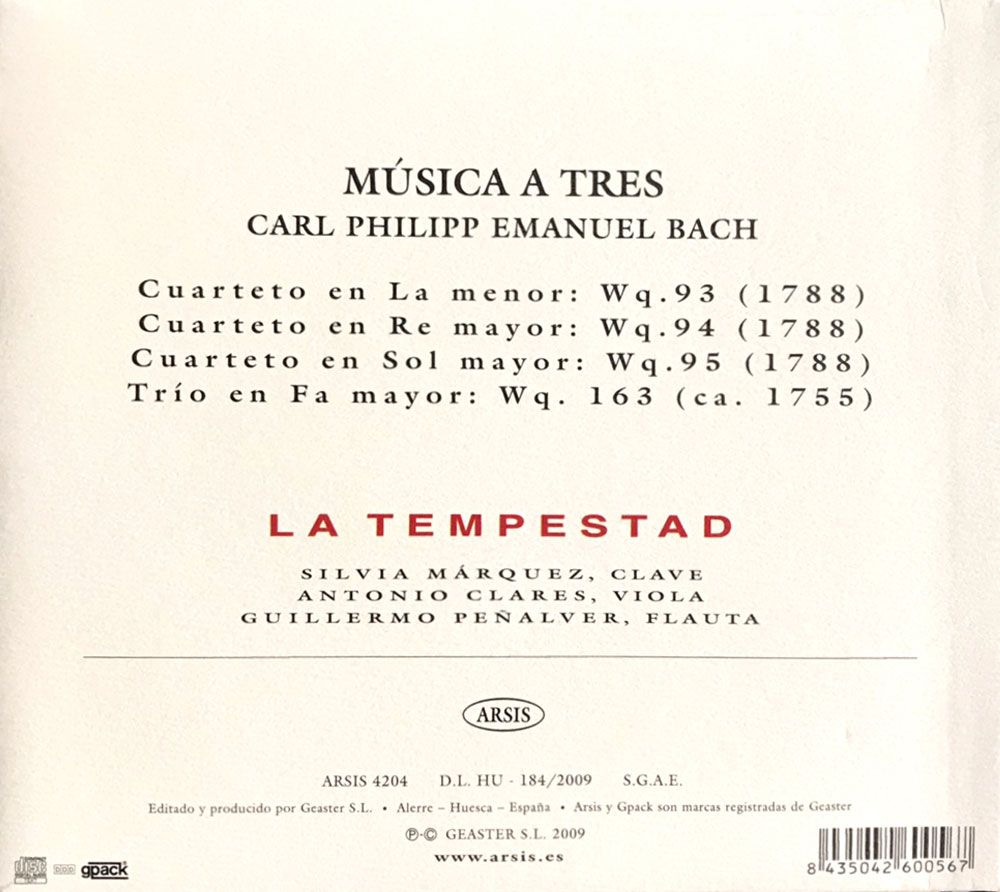 MÚSICA A TRES
CARL PHILIPP EMANUEL BACH
Cuarteto en La menor: Wq.93 (1788)
Cuarteto en Re mayor: Wq.94 (1788)
Cuarteto en Sol mayor: Wq.95 (1788)
Trío en Fa mayor: Wq. 163 (ca. 1755)
LA TEMPESTAD
SILVIA MÁRQUEZ, CLAVE
ANTONIO CLARES, VIOLA
GUILLERMO PEÑALVER, FLAUTA
ARSIS
ARSIS 4204 D.L. HU - 184/2009 S.G.A.E.
Editado y producido por Geaster S.L. • Alerre – Huesca – España • Arsis y Gpack son marcas registradas de Geaster
℗-© GEASTER S.L. 2009
www.arsis.es
disc DDD gpack
8 435042 600567